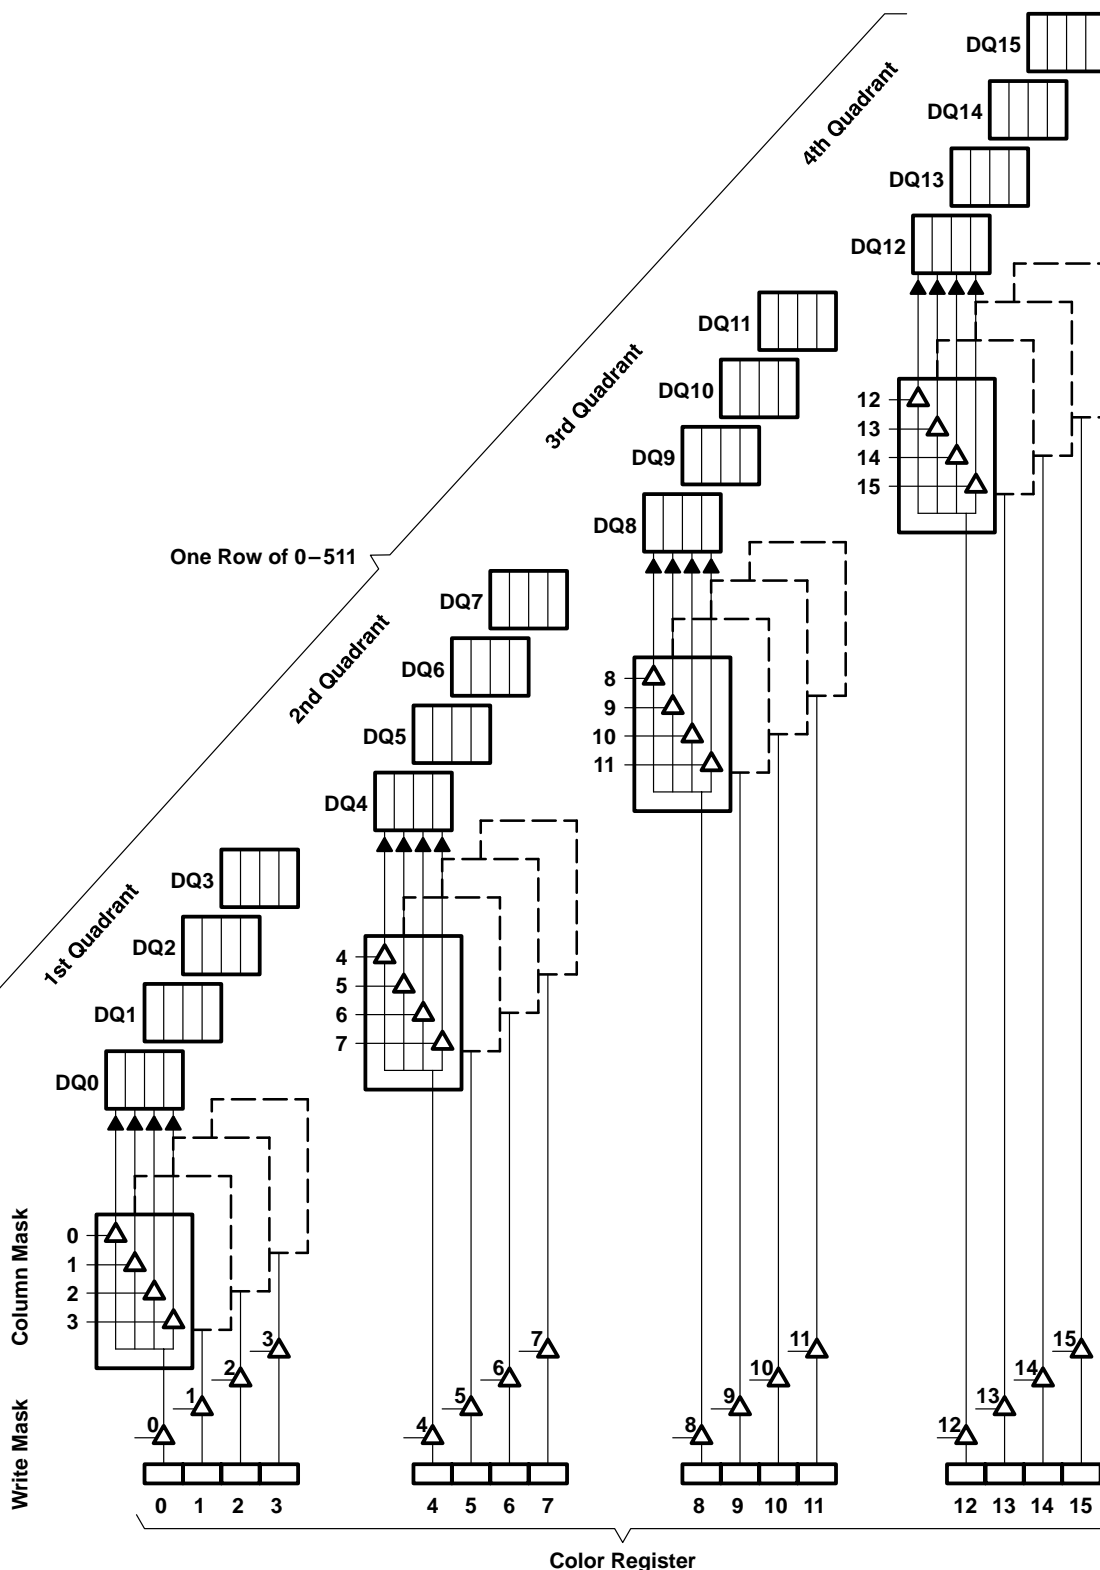 DQ15
DQ14
DQ13
DQ12
4th Quadrant
12
13
14
15
DQ11
DQ10
DQ9
DQ8
3rd Quadrant
8
9
10
11
One Row of 0–511
DQ7
DQ6
DQ5
DQ4
2nd Quadrant
4
5
6
7
DQ3
DQ2
DQ1
DQ0
1st Quadrant
Column Mask
0
1
2
3
Write Mask
0
1
2
3
4
5
6
7
8
9
10
11
12
13
14
15
0 1 2 3 4 5 6 7 8 9 10 11 12 13 14 15
Color Register